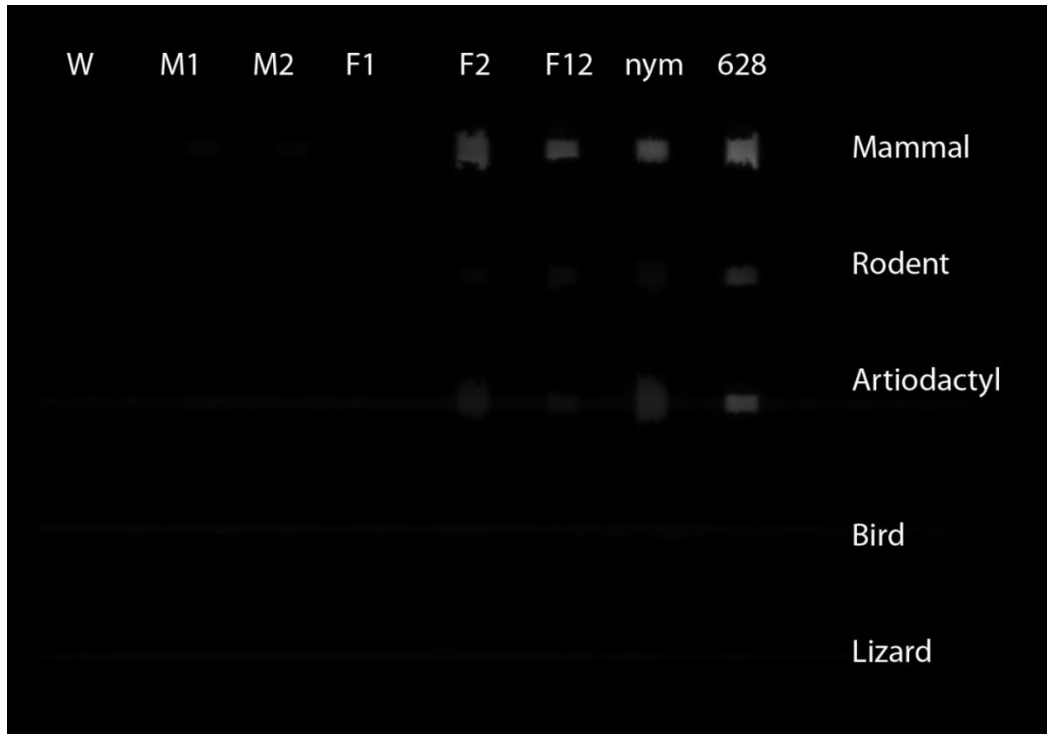 W M1 M2 F1 F2 F12 nym 628
Mammal
Rodent
Artiodactyl
Bird
Lizard